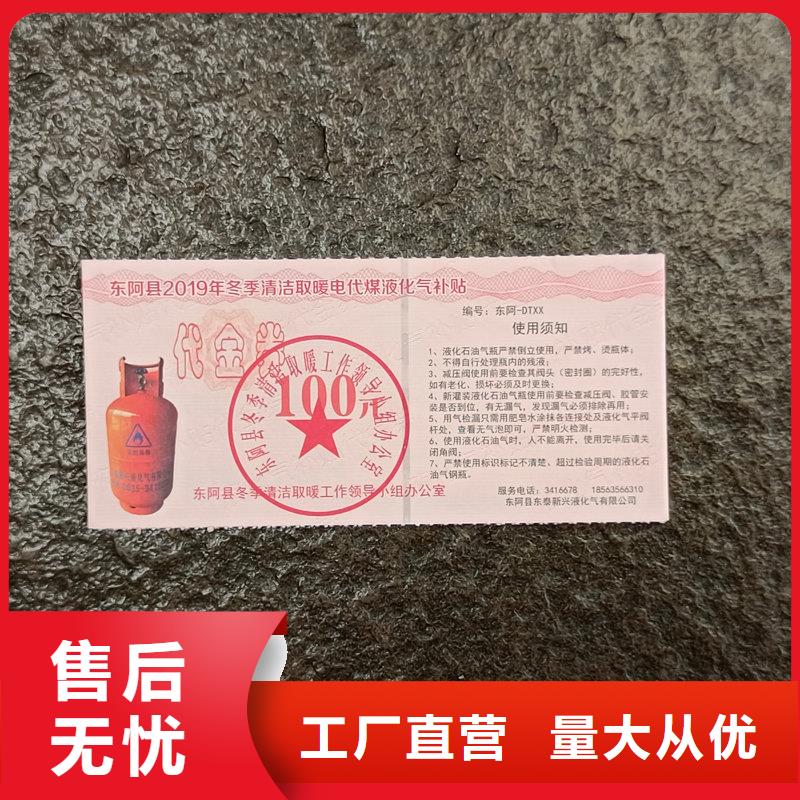 东阿县2019年冬季清洁取暖电代煤液化气补贴
代金券
100元
东阿县冬季清洁取暖工作领导小组办公室
东阿县冬季清洁取暖工作领导小组办公室
编号：东阿-DTXX
使用须知
1、液化石油气瓶严禁倒立使用，严禁烤、烫瓶体；
2、不得自行处理瓶内的残液；
3、减压阀使用前要检查其阀头（密封圈）的完好性，
如有老化、损坏必须及时更换；
4、新灌装液化石油气瓶使用前要检查减压阀、胶管安
装是否到位，有无漏气，发现漏气必须排除再用；
5、用气检漏只需用肥皂水涂抹各连接处及液化气平阀
杆处，查看无气泡即可，严禁明火检测；
6、使用液化石油气时，人不能离开，使用完毕后请关
闭角阀；
7、严禁使用标识标记不清楚、超过检验周期的液化石
油气钢瓶。
服务电话：3416678 18563566310
东阿县东泰新兴液化气有限公司
售后
无忧
工厂直营 量大从优